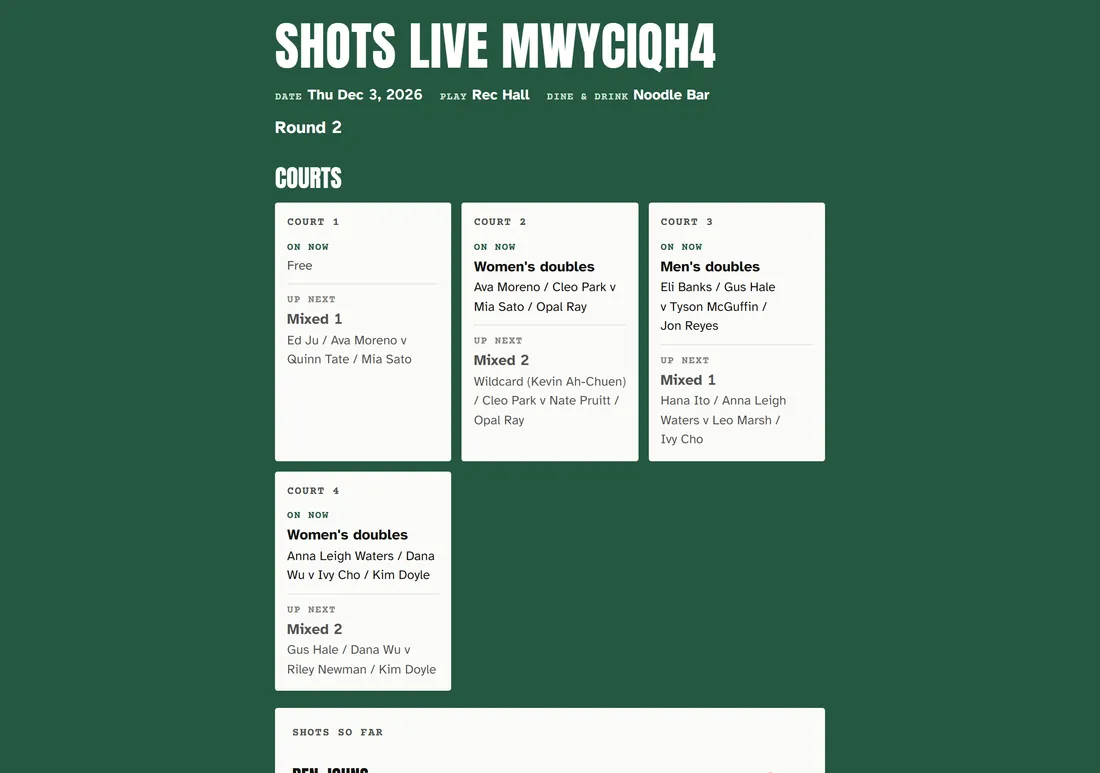 SHOTS LIVE MWYCIQH4
DATE Thu Dec 3, 2026 PLAY Rec Hall DINE & DRINK Noodle Bar
Round 2
COURTS
COURT 1
ON NOW
Free
UP NEXT
Mixed 1
Ed Ju / Ava Moreno v
Quinn Tate / Mia Sato
COURT 2
ON NOW
Women's doubles
Ava Moreno / Cleo Park v
Mia Sato / Opal Ray
UP NEXT
Mixed 2
Wildcard (Kevin Ah-Chuen)
/ Cleo Park v Nate Pruitt /
Opal Ray
COURT 3
ON NOW
Men's doubles
Eli Banks / Gus Hale
v Tyson McGuffin /
Jon Reyes
UP NEXT
Mixed 1
Hana Ito / Anna Leigh
Waters v Leo Marsh /
Ivy Cho
COURT 4
ON NOW
Women's doubles
Anna Leigh Waters / Dana
Wu v Ivy Cho / Kim Doyle
UP NEXT
Mixed 2
Gus Hale / Dana Wu v
Riley Newman / Kim Doyle
SHOTS SO FAR
BEN JOHNS